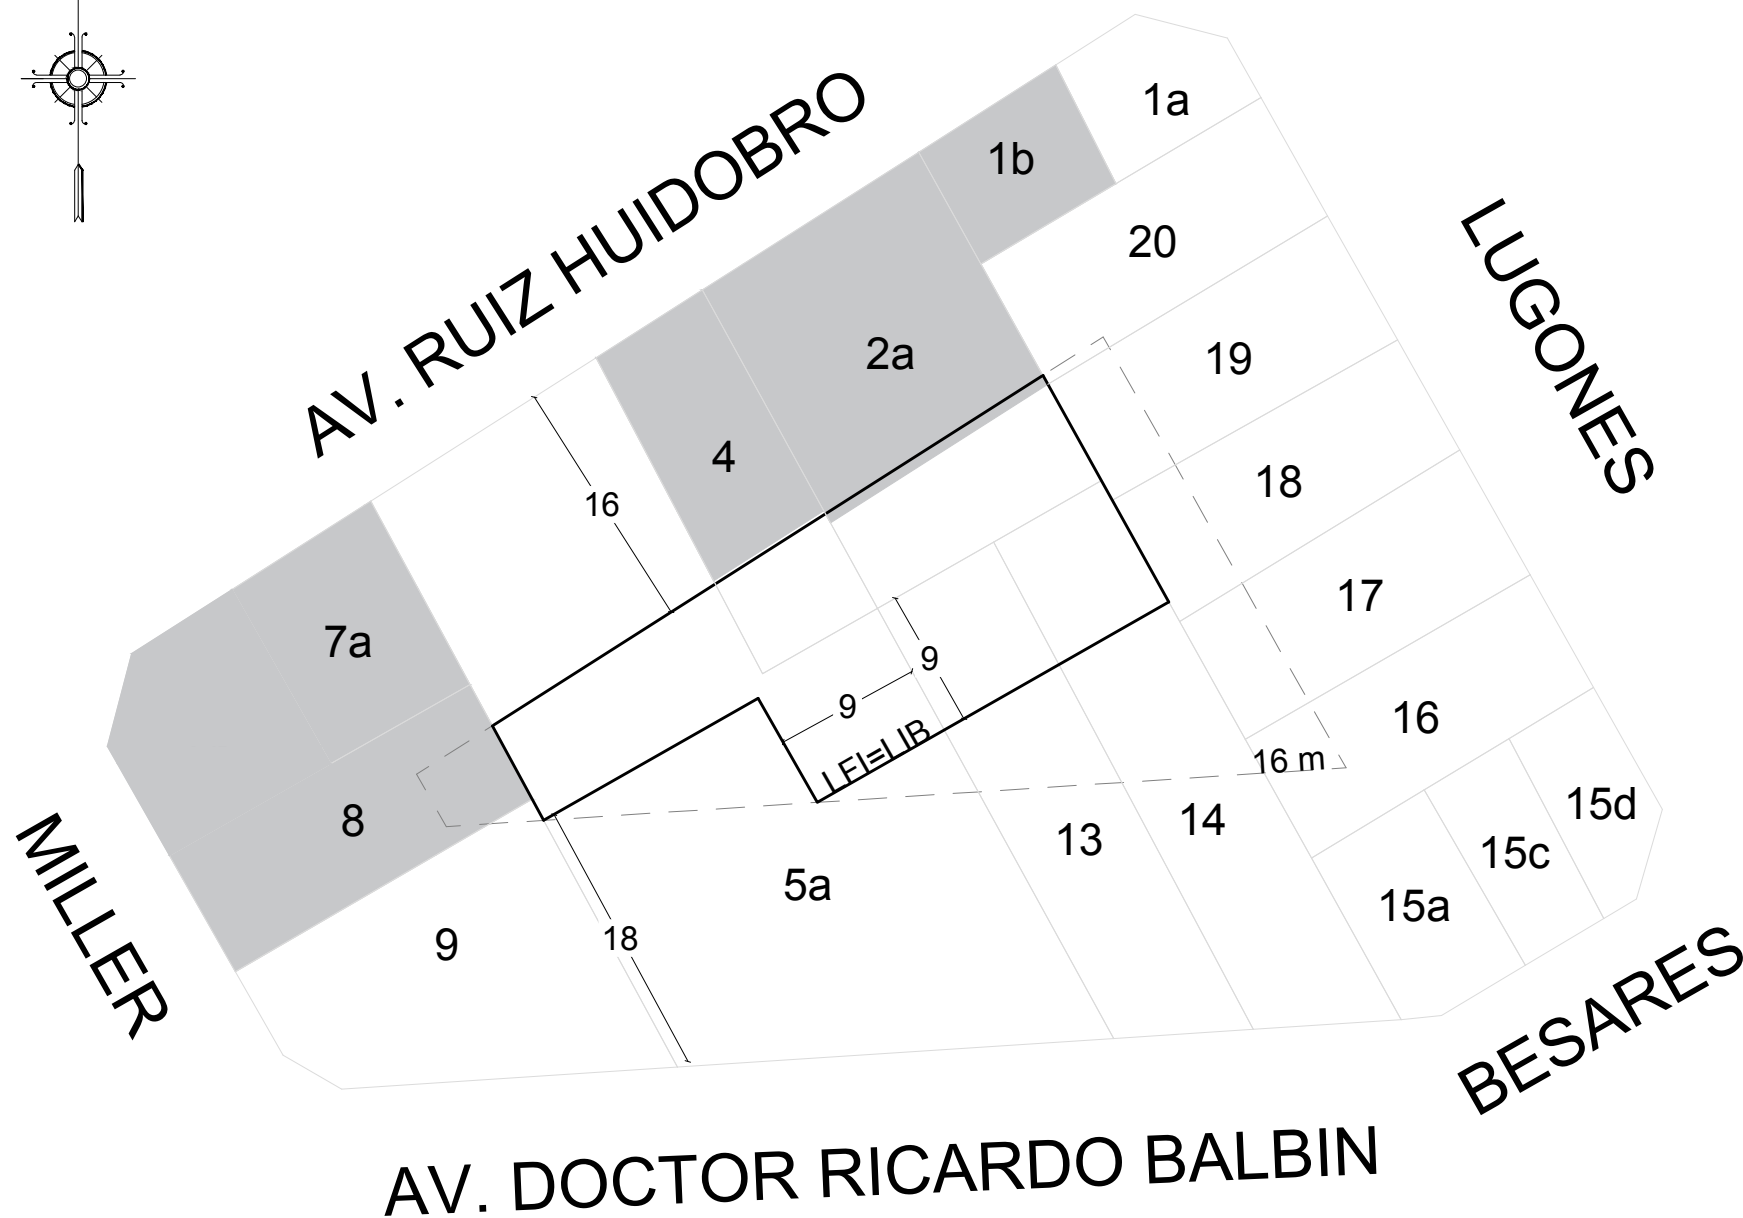 AV. RUIZ HUIDOBRO
1a
1b
20
LUGONES
2a
19
4
18
16
7a
17
9
9
16
LFI=LIB
16 m
8
14
15d
13
15c
5a
15a
9
18
MILLER
BESARES
AV. DOCTOR RICARDO BALBIN